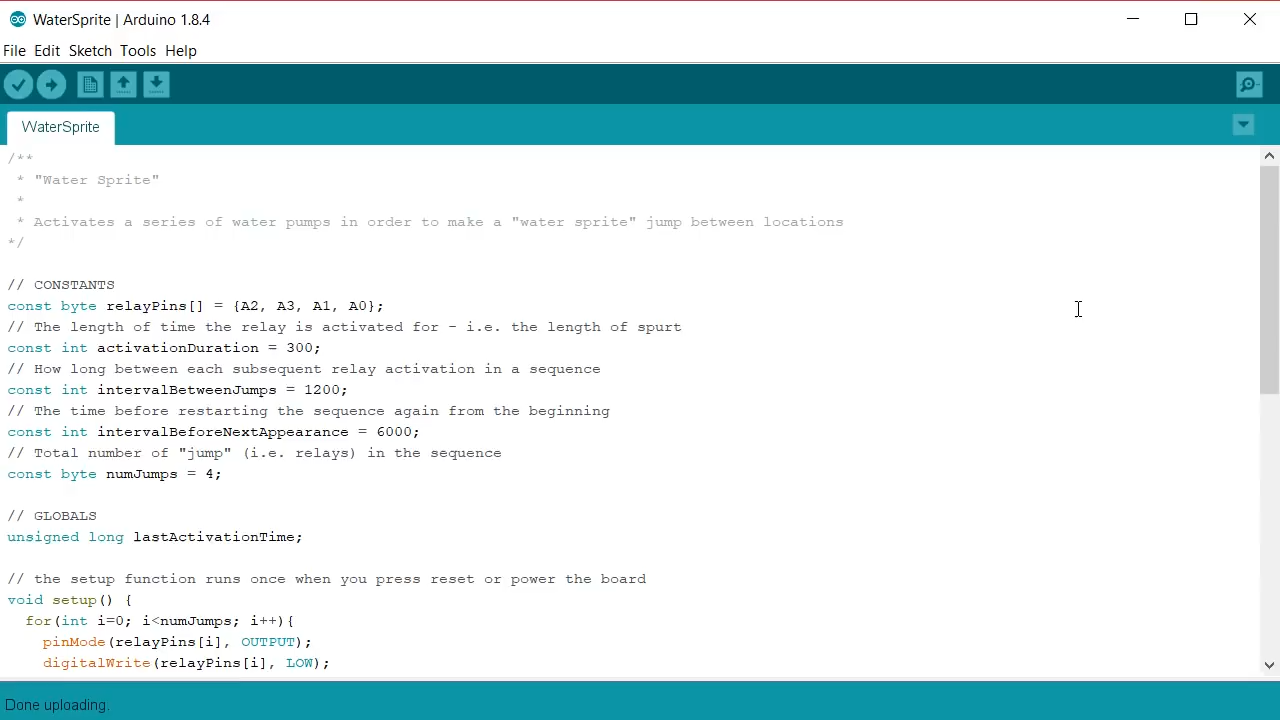 WaterSprite | Arduino 1.8.4
File Edit Sketch Tools Help
WaterSprite
/**
 * "Water Sprite"
 *
 * Activates a series of water pumps in order to make a "water sprite" jump between locations
*/
// CONSTANTS
const byte relayPins[] = {A2, A3, A1, A0};
// The length of time the relay is activated for - i.e. the length of spurt
const int activationDuration = 300;
// How long between each subsequent relay activation in a sequence
const int intervalBetweenJumps = 1200;
// The time before restarting the sequence again from the beginning
const int intervalBeforeNextAppearance = 6000;
// Total number of "jump" (i.e. relays) in the sequence
const byte numJumps = 4;
// GLOBALS
unsigned long lastActivationTime;
// the setup function runs once when you press reset or power the board
void setup() {
  for(int i=0; i<numJumps; i++){
    pinMode(relayPins[i], OUTPUT);
    digitalWrite(relayPins[i], LOW);
Done uploading.